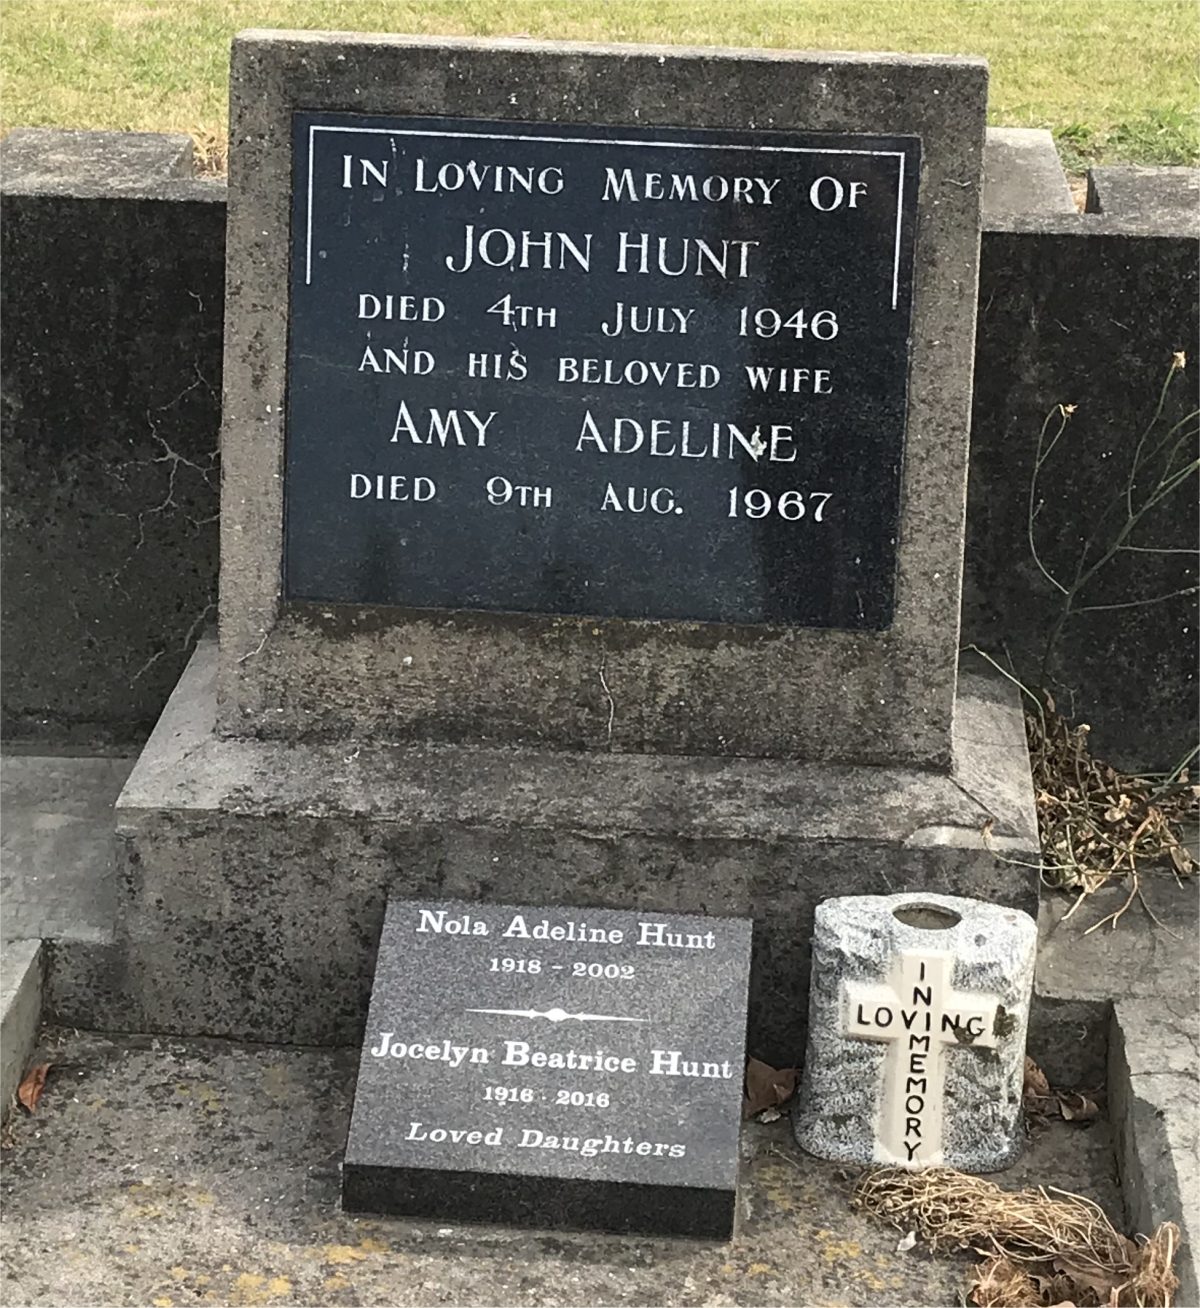 IN LOVING MEMORY OF
JOHN HUNT
DIED 4TH JULY 1946
AND HIS BELOVED WIFE
AMY ADELINE
DIED 9TH AUG. 1967
Nola Adeline Hunt
1918 - 2002
Jocelyn Beatrice Hunt
1916 - 2016
Loved Daughters
IN
LOVING
MEMORY